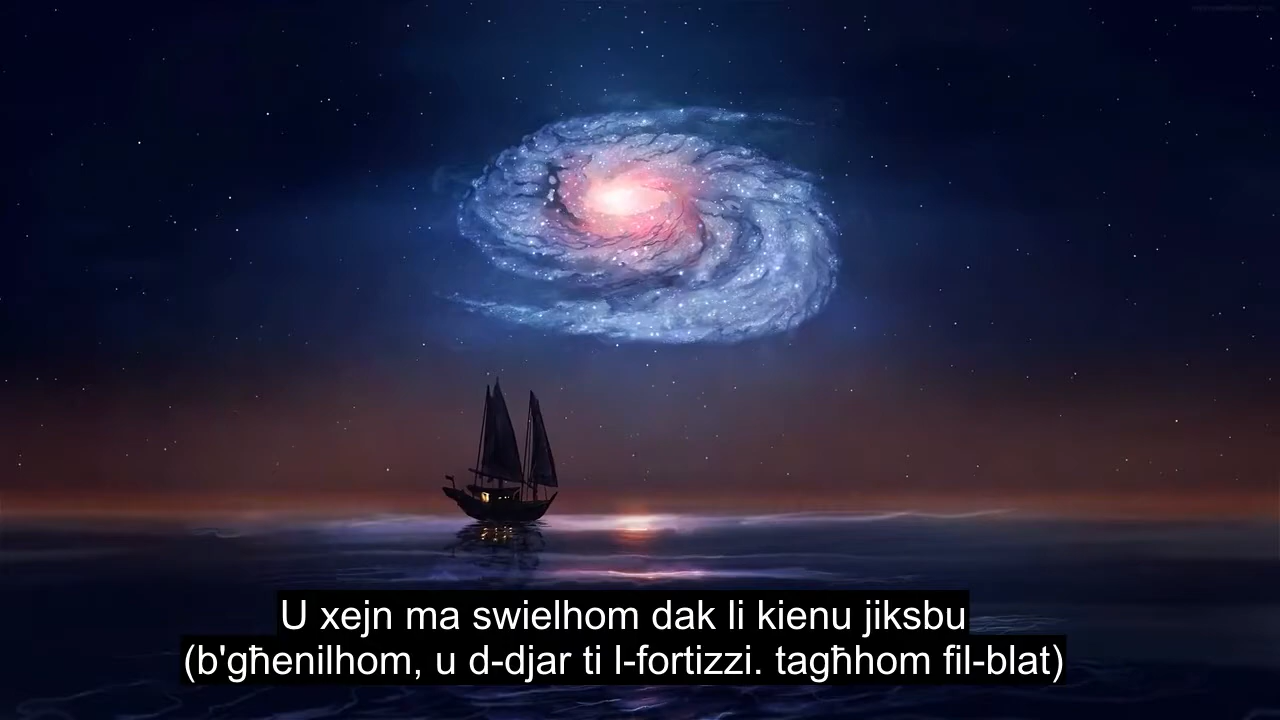 U xejn ma swielhom dak li kienu jiksbu
(b'għenilhom, u d-djar ti l-fortizzi. tagħhom fil-blat)